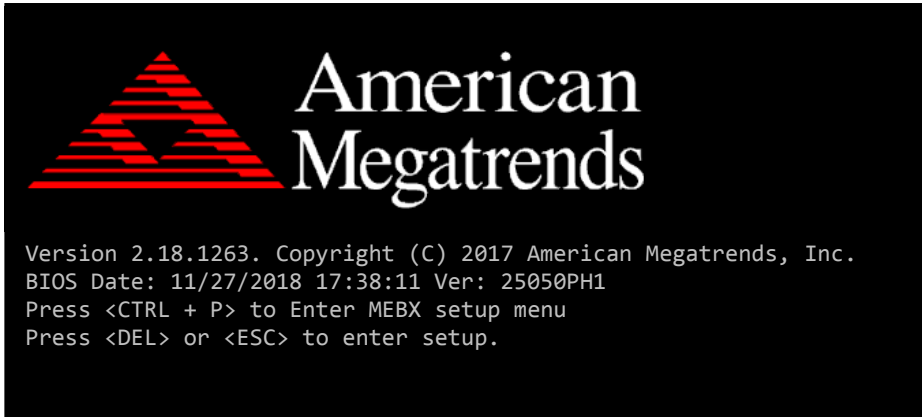 American
Megatrends
Version 2.18.1263. Copyright (C) 2017 American Megatrends, Inc.
BIOS Date: 11/27/2018 17:38:11 Ver: 25050PH1
Press <CTRL + P> to Enter MEBX setup menu
Press <DEL> or <ESC> to enter setup.